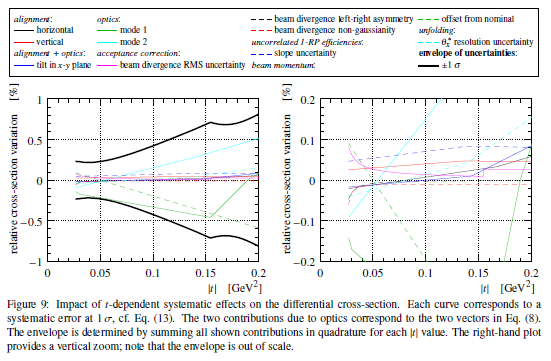 alignment:
horizontal
vertical
alignment + optics:
tilt in x-y plane
optics:
mode 1
mode 2
acceptance correction:
beam divergence RMS uncertainty
beam divergence left-right asymmetry
beam divergence non-gaussianity
uncorrelated 1-RP efficiencies:
slope uncertainty
beam momentum:
offset from nominal
unfolding:
θ*x resolution uncertainty
envelope of uncertainties:
±1 σ
relative cross-section variation [%]
1
0.5
0
−0.5
−1
0 0.05 0.1 0.15 0.2
|t| [GeV²]
relative cross-section variation [%]
0.2
0.1
0
−0.1
−0.2
0 0.05 0.1 0.15 0.2
|t| [GeV²]
Figure 9: Impact of t-dependent systematic effects on the differential cross-section. Each curve corresponds to a
systematic error at 1 σ, cf. Eq. (13). The two contributions due to optics correspond to the two vectors in Eq. (8).
The envelope is determined by summing all shown contributions in quadrature for each |t| value. The right-hand plot
provides a vertical zoom; note that the envelope is out of scale.